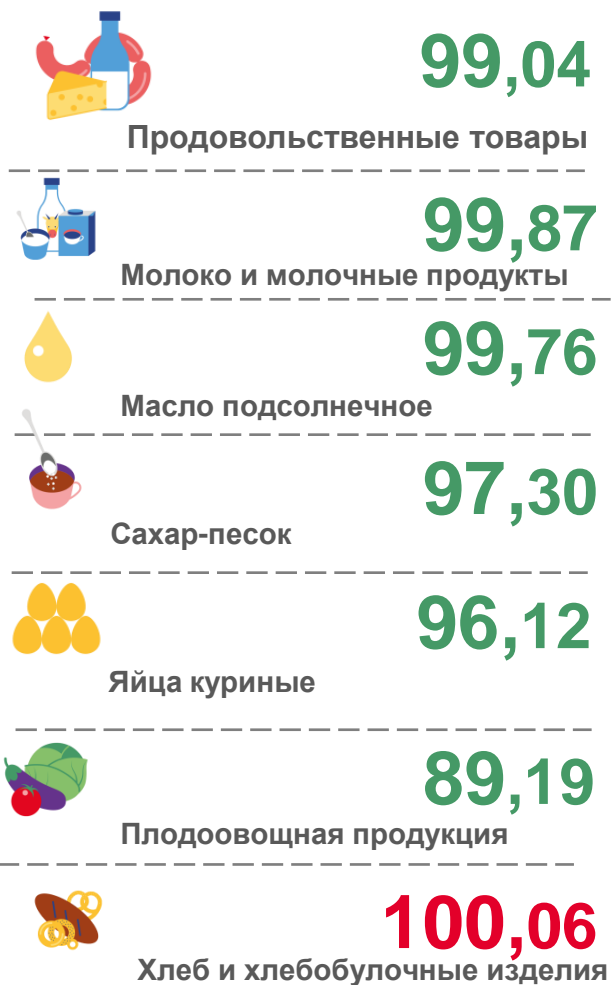 99,04
Продовольственные товары
99,87
Молоко и молочные продукты
99,76
Масло подсолнечное
97,30
Сахар-песок
96,12
Яйца куриные
89,19
Плодоовощная продукция
100,06
Хлеб и хлебобулочные изделия